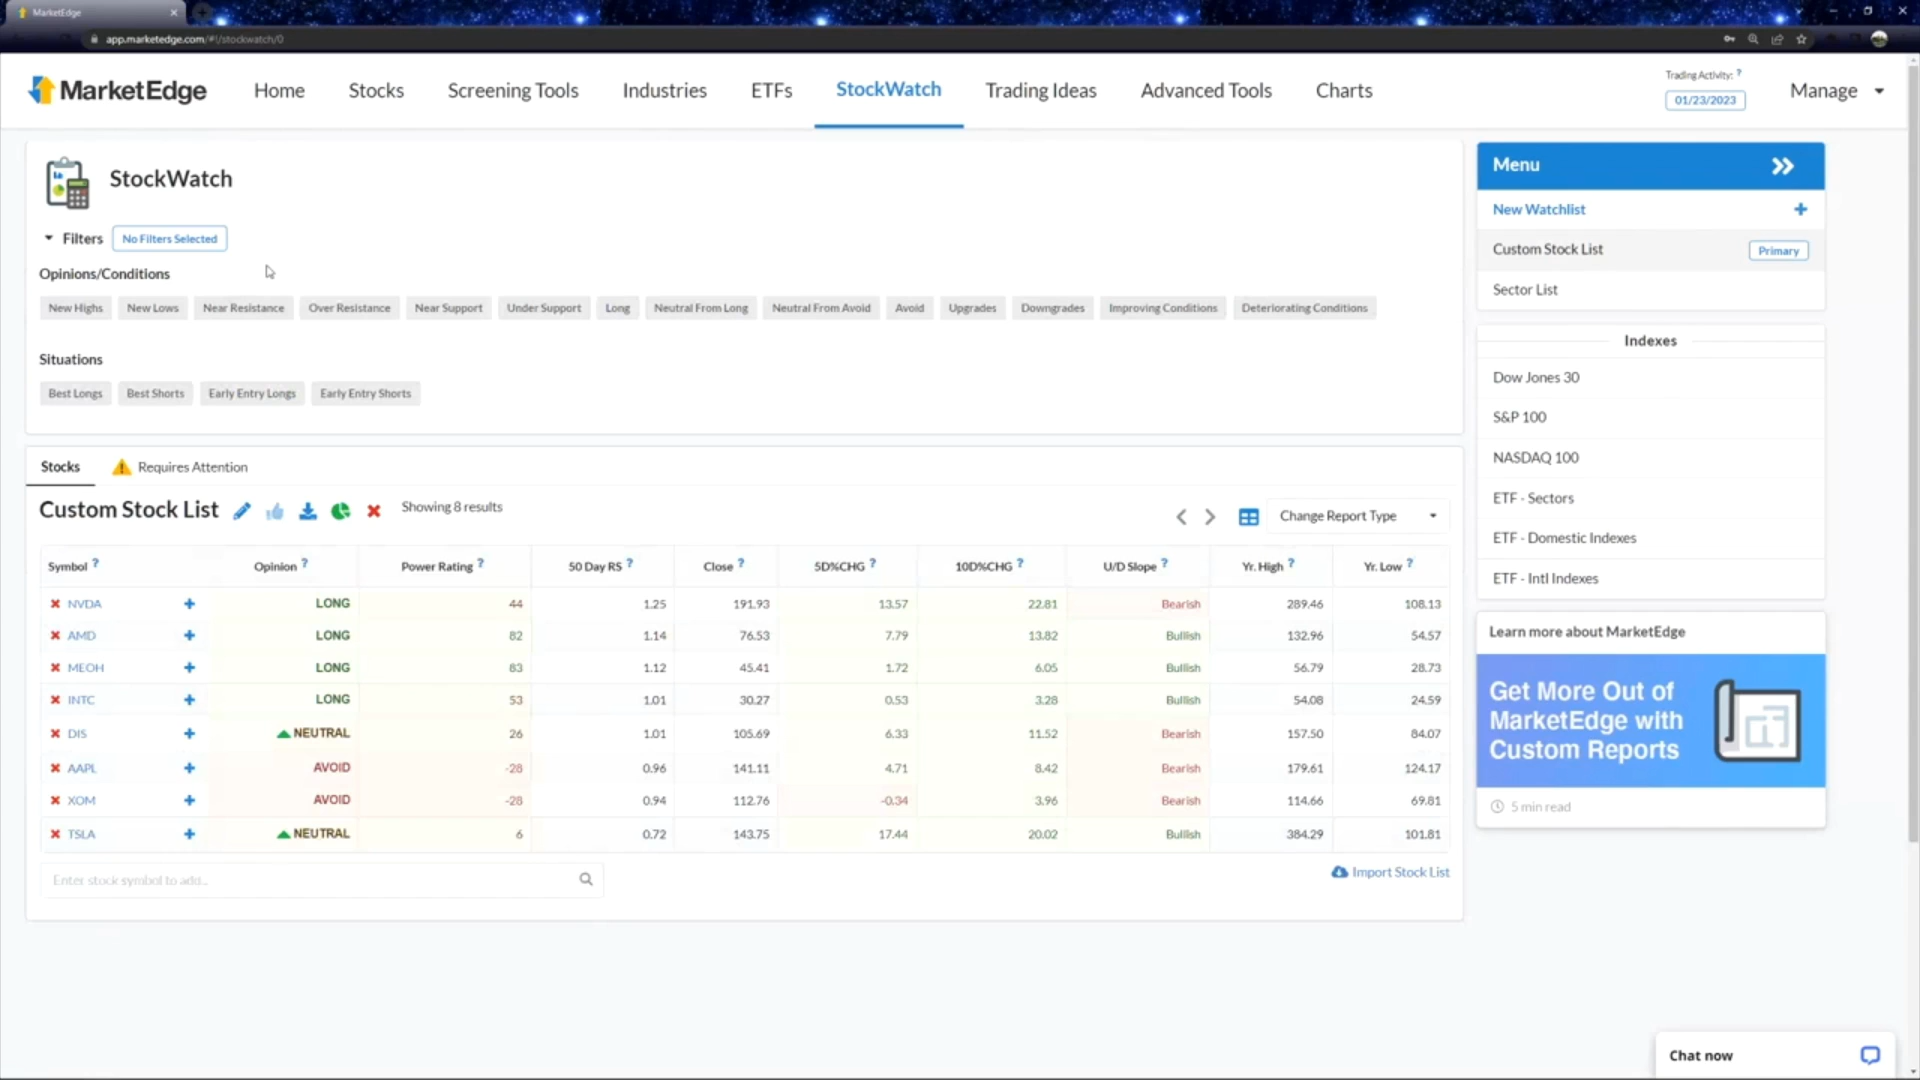 MarketEdge
app.marketedge.com/#!/stockwatch/0
MarketEdge Home Stocks Screening Tools Industries ETFs StockWatch Trading Ideas Advanced Tools Charts Trading Activity: ? 01/23/2023 Manage
StockWatch
Filters No Filters Selected
Opinions/Conditions
New Highs New Lows Near Resistance Over Resistance Near Support Under Support Long Neutral From Long Neutral From Avoid Avoid Upgrades Downgrades Improving Conditions Deteriorating Conditions
Situations
Best Longs Best Shorts Early Entry Longs Early Entry Shorts
Stocks Requires Attention
Custom Stock List Showing 8 results Change Report Type
Symbol ? Opinion ? Power Rating ? 50 Day RS ? Close ? 5D%CHG ? 10D%CHG ? U/D Slope ? Yr. High ? Yr. Low ?
NVDA LONG 44 1.25 191.93 13.57 22.81 Bearish 289.46 108.13
AMD LONG 82 1.14 76.53 7.79 13.82 Bullish 132.96 54.57
MEOH LONG 83 1.12 45.41 1.72 6.05 Bullish 56.79 28.73
INTC LONG 53 1.01 30.27 0.53 3.28 Bullish 54.08 24.59
DIS NEUTRAL 26 1.01 105.69 6.33 11.52 Bearish 157.50 84.07
AAPL AVOID -28 0.96 141.11 4.71 8.42 Bearish 179.61 124.17
XOM AVOID -28 0.94 112.76 -0.34 3.96 Bearish 114.66 69.81
TSLA NEUTRAL 6 0.72 143.75 17.44 20.02 Bullish 384.29 101.81
Enter stock symbol to add...
Import Stock List
Menu
New Watchlist
Custom Stock List Primary
Sector List
Indexes
Dow Jones 30
S&P 100
NASDAQ 100
ETF - Sectors
ETF - Domestic Indexes
ETF - Intl Indexes
Learn more about MarketEdge
Get More Out of
MarketEdge with
Custom Reports
5 min read
Chat now